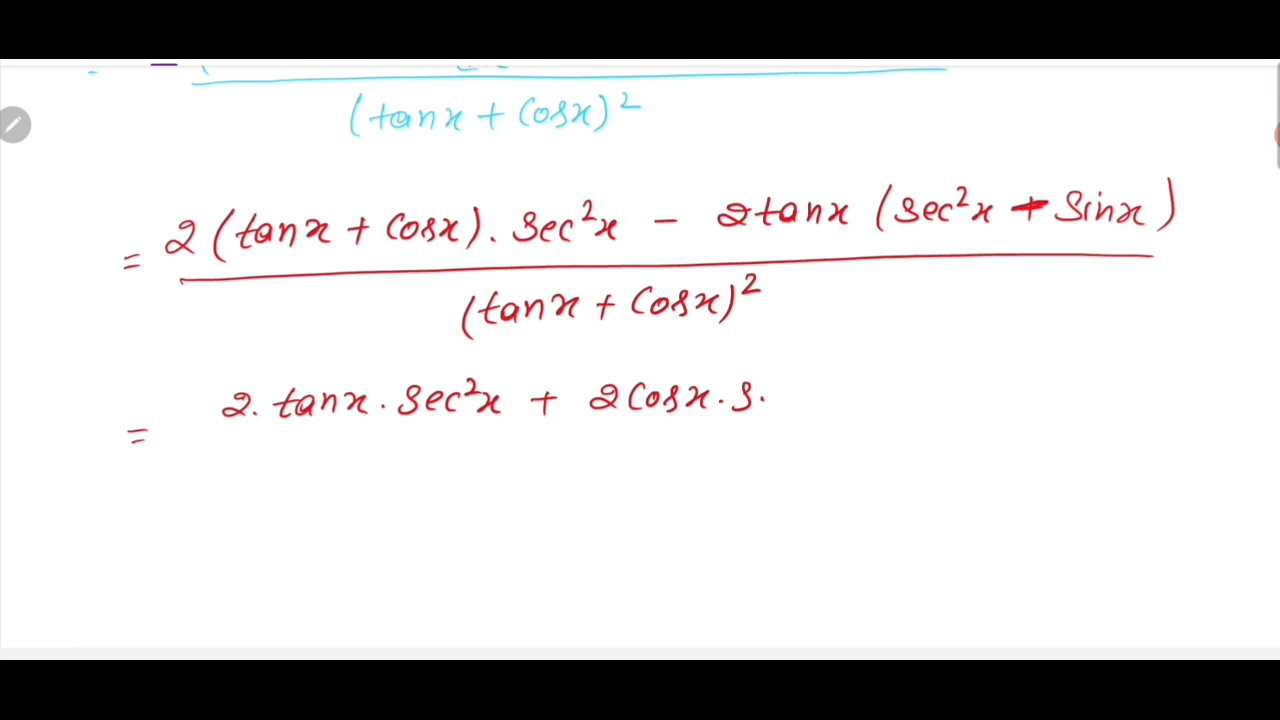 (tanx + Cosx)²
= 2(tanx + Cosx). Sec²x - 2tanx (Sec²x - Sinx)
(tanx + Cosx)²
= 2. tanx. Sec²x + 2Cosx. S.